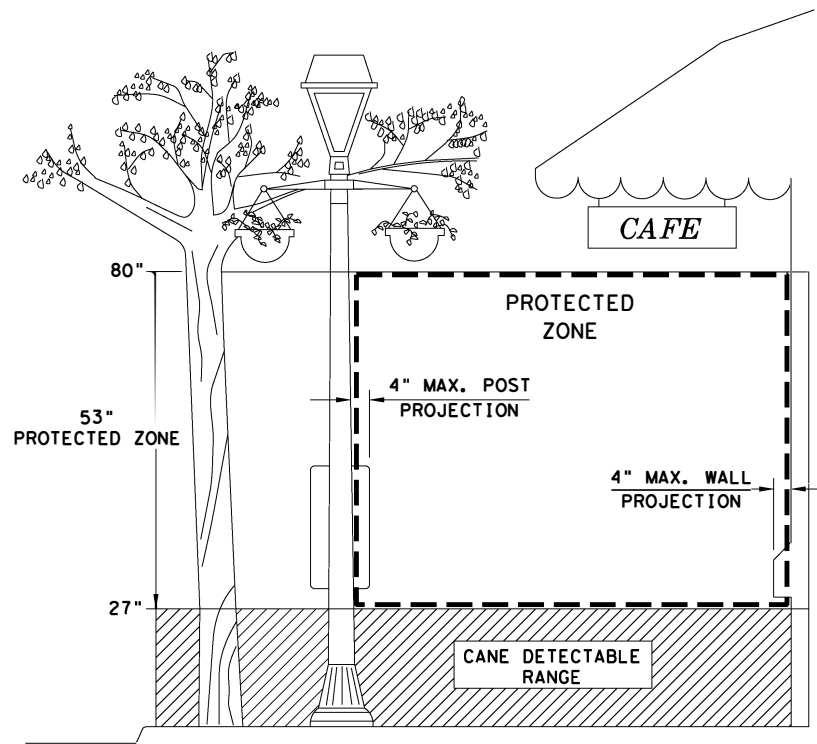 CAFE
80"
PROTECTED
ZONE
4" MAX. POST
PROJECTION
53"
PROTECTED ZONE
4" MAX. WALL
PROJECTION
27"
CANE DETECTABLE
RANGE